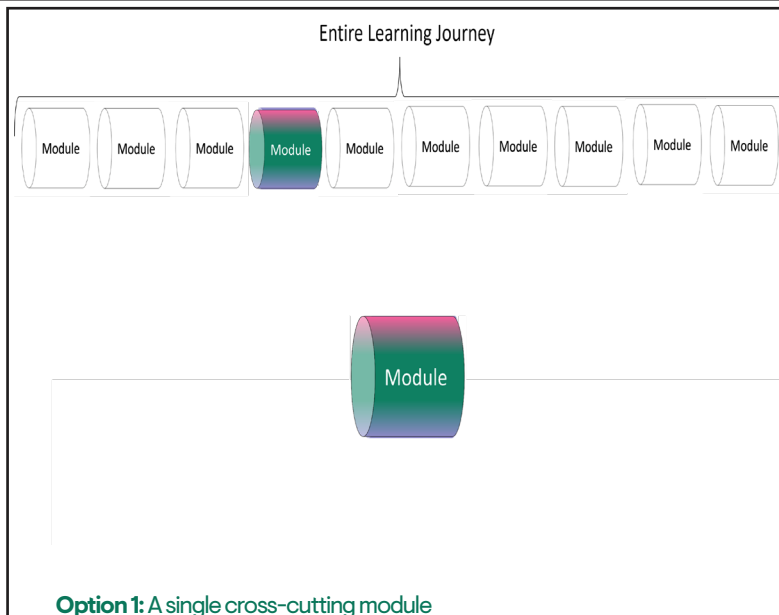 Entire Learning Journey
Module Module Module Module Module Module Module Module Module Module
Module
Option 1: A single cross-cutting module